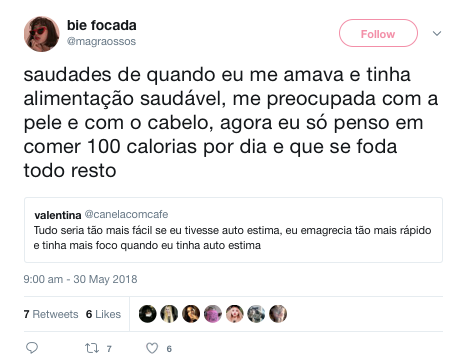 bie focada
@magraossos
Follow
saudades de quando eu me amava e tinha
alimentação saudável, me preocupada com a
pele e com o cabelo, agora eu só penso em
comer 100 calorias por dia e que se foda
todo resto
valentina @canelacomcafe
Tudo seria tão mais fácil se eu tivesse auto estima, eu emagrecia tão mais rápido
e tinha mais foco quando eu tinha auto estima
9:00 am - 30 May 2018
7 Retweets 6 Likes
7 6